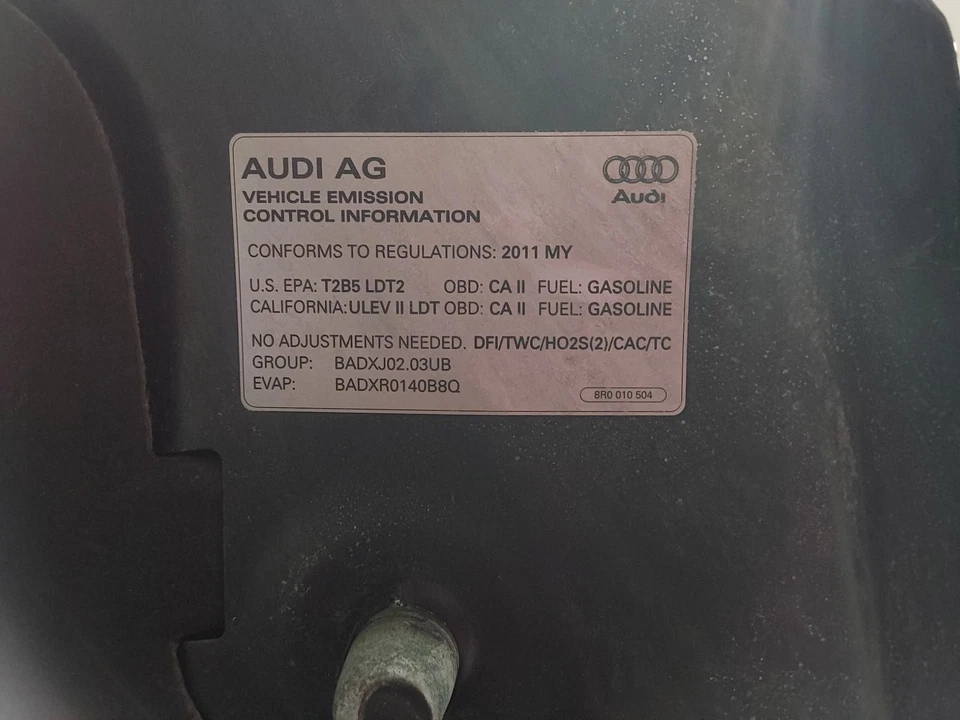 AUDI AG
Audi
VEHICLE EMISSION
CONTROL INFORMATION
CONFORMS TO REGULATIONS: 2011 MY
U.S. EPA: T2B5 LDT2 OBD: CA II FUEL: GASOLINE
CALIFORNIA: ULEV II LDT OBD: CA II FUEL: GASOLINE
NO ADJUSTMENTS NEEDED. DFI/TWC/HO2S(2)/CAC/TC
GROUP: BADXJ02.03UB
EVAP: BADXR0140B8Q
8R0 010 504